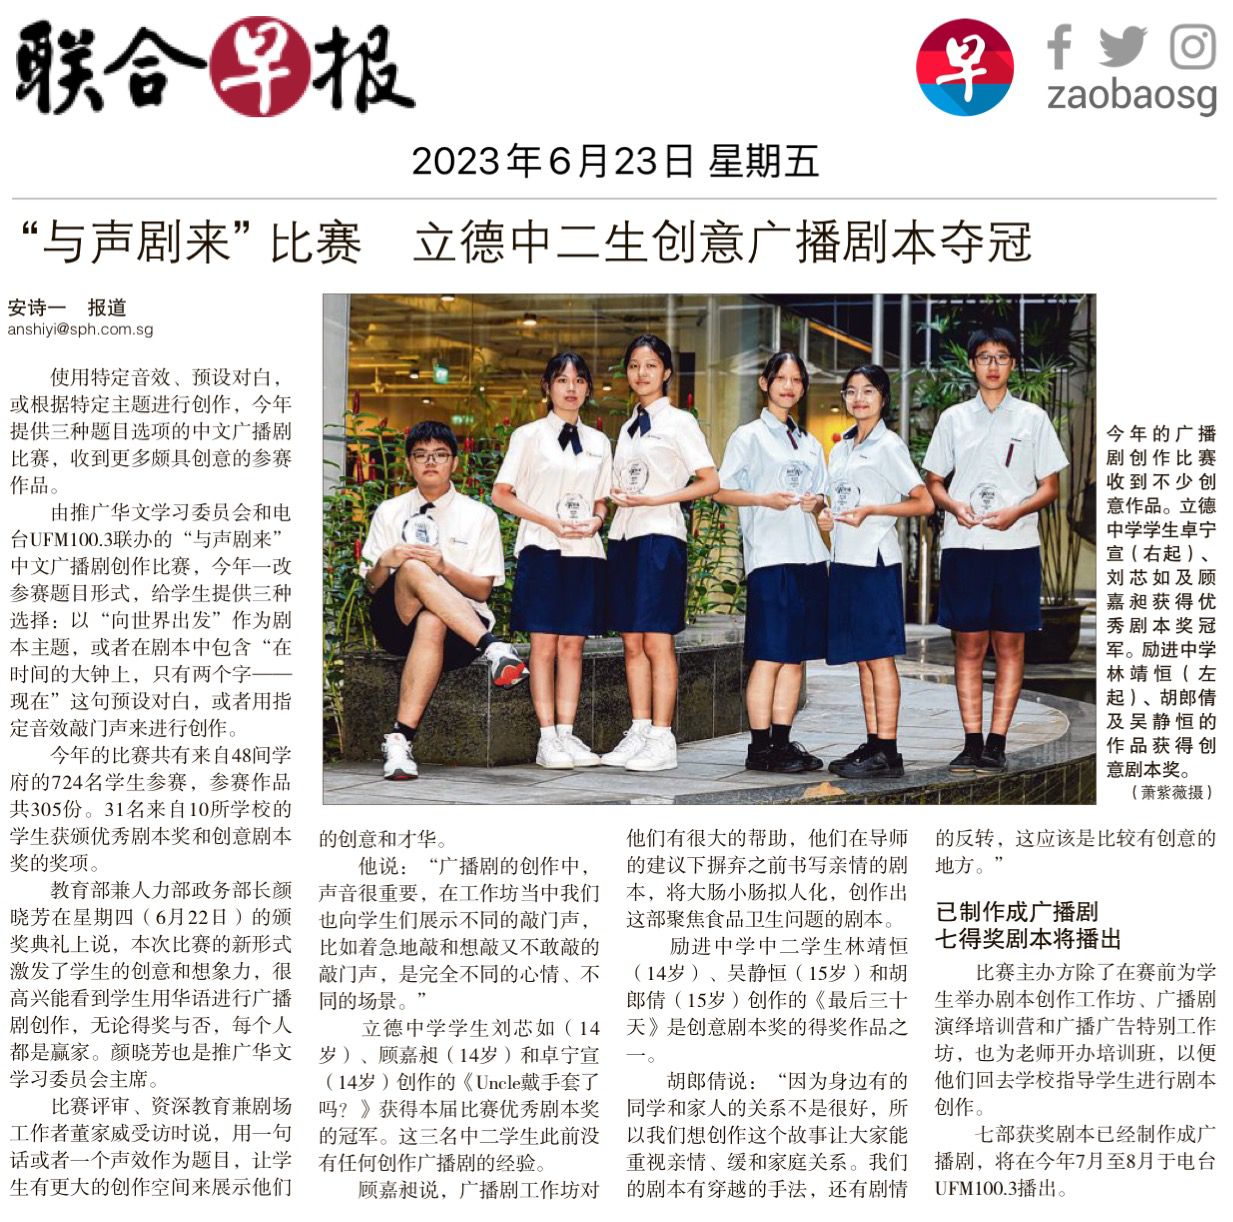 联合早报
zaobaosg
2023年6月23日 星期五
“与声剧来”比赛 立德中二生创意广播剧本夺冠
安诗一 报道
anshiyi@sph.com.sg
使用特定音效、预设对白，
或根据特定主题进行创作，今年
提供三种题目选项的中文广播剧
比赛，收到更多颇具创意的参赛
作品。
由推广华文学习委员会和电
台UFM100.3联办的“与声剧来”
中文广播剧创作比赛，今年一改
参赛题目形式，给学生提供三种
选择：以“向世界出发”作为剧
本主题，或者在剧本中包含“在
时间的大钟上，只有两个字——
现在”这句预设对白，或者用指
定音效敲门声来进行创作。
今年的比赛共有来自48间学
府的724名学生参赛，参赛作品
共305份。31名来自10所学校的
学生获颁优秀剧本奖和创意剧本
奖的奖项。
教育部兼人力部政务部长颜
晓芳在星期四（6月22日）的颁
奖典礼上说，本次比赛的新形式
激发了学生的创意和想象力，很
高兴能看到学生用华语进行广播
剧创作，无论得奖与否，每个人
都是赢家。颜晓芳也是推广华文
学习委员会主席。
比赛评审、资深教育兼剧场
工作者董家威受访时说，用一句
话或者一个声效作为题目，让学
生有更大的创作空间来展示他们
今年的广播
剧创作比赛
收到不少创
意作品。立德
中学学生卓宁
宣（右起）、
刘芯如及顾
嘉昶获得优
秀剧本奖冠
军。励进中学
林靖恒（左
起）、胡郎倩
及吴静恒的
作品获得创
意剧本奖。
（萧紫薇摄）
的创意和才华。
他说：“广播剧的创作中，
声音很重要，在工作坊当中我们
也向学生们展示不同的敲门声，
比如着急地敲和想敲又不敢敲的
敲门声，是完全不同的心情、不
同的场景。”
立德中学学生刘芯如（14
岁）、顾嘉昶（14岁）和卓宁宣
（14岁）创作的《Uncle戴手套了
吗？》获得本届比赛优秀剧本奖
的冠军。这三名中二学生此前没
有任何创作广播剧的经验。
顾嘉昶说，广播剧工作坊对
他们有很大的帮助，他们在导师
的建议下摒弃之前书写亲情的剧
本，将大肠小肠拟人化，创作出
这部聚焦食品卫生问题的剧本。
励进中学中二学生林靖恒
（14岁）、吴静恒（15岁）和胡
郎倩（15岁）创作的《最后三十
天》是创意剧本奖的得奖作品之
一。
胡郎倩说：“因为身边有的
同学和家人的关系不是很好，所
以我们想创作这个故事让大家能
重视亲情、缓和家庭关系。我们
的剧本有穿越的手法，还有剧情
的反转，这应该是比较有创意的
地方。”
已制作成广播剧
七得奖剧本将播出
比赛主办方除了在赛前为学
生举办剧本创作工作坊、广播剧
演绎培训营和广播广告特别工作
坊，也为老师开办培训班，以便
他们回去学校指导学生进行剧本
创作。
七部获奖剧本已经制作成广
播剧，将在今年7月至8月于电台
UFM100.3播出。